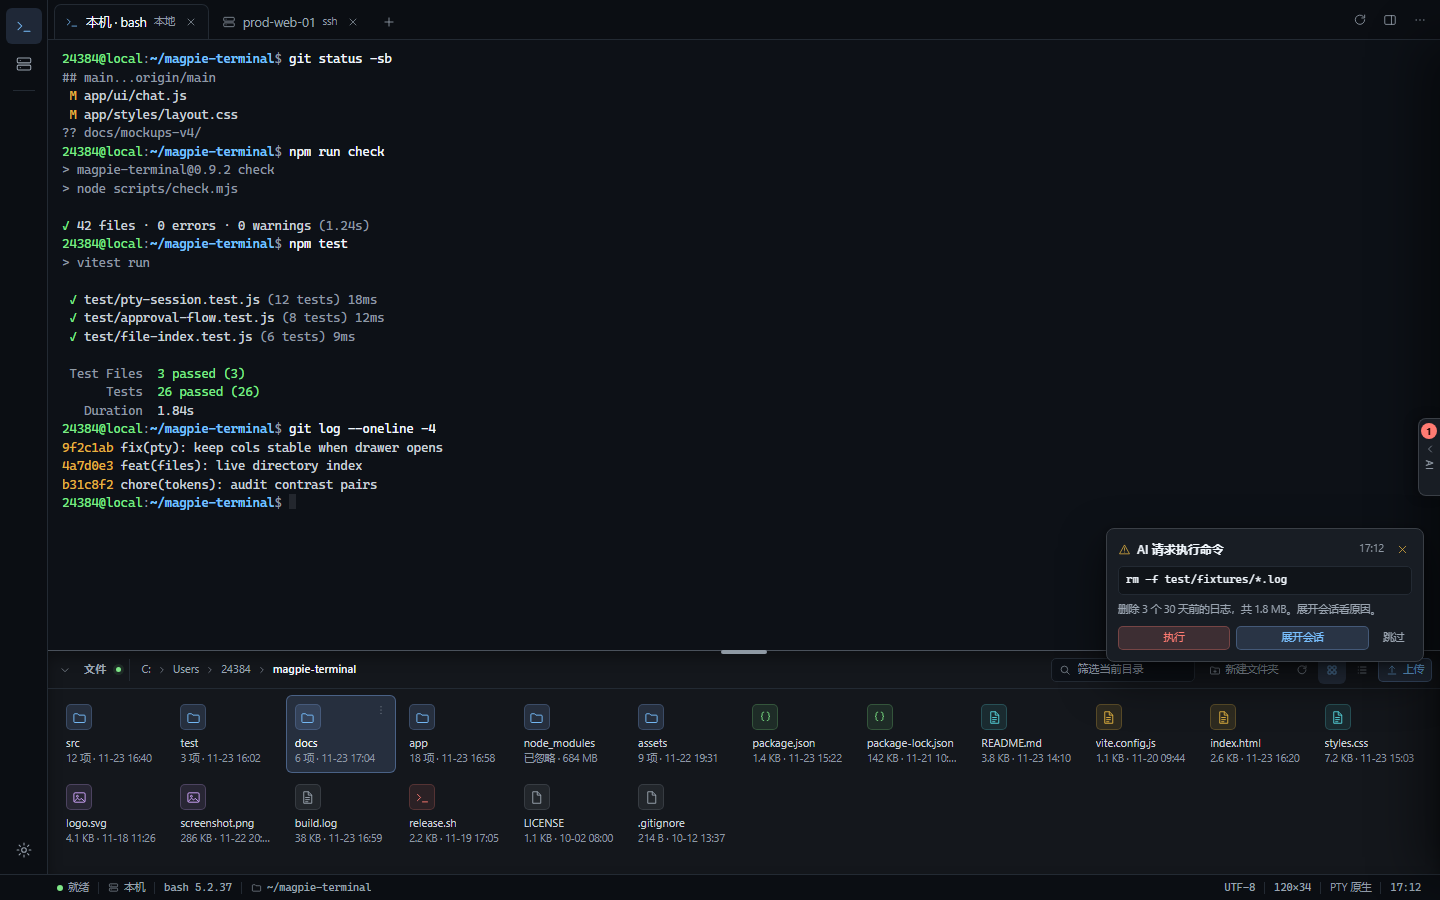 本机 · bash 本地
prod-web-01 ssh
24384@local:~/magpie-terminal$ git status -sb
## main...origin/main
M app/ui/chat.js
M app/styles/layout.css
?? docs/mockups-v4/
24384@local:~/magpie-terminal$ npm run check
> magpie-terminal@0.9.2 check
> node scripts/check.mjs
✓ 42 files · 0 errors · 0 warnings (1.24s)
24384@local:~/magpie-terminal$ npm test
> vitest run
✓ test/pty-session.test.js (12 tests) 18ms
✓ test/approval-flow.test.js (8 tests) 12ms
✓ test/file-index.test.js (6 tests) 9ms
Test Files 3 passed (3)
Tests 26 passed (26)
Duration 1.84s
24384@local:~/magpie-terminal$ git log --oneline -4
9f2c1ab fix(pty): keep cols stable when drawer opens
4a7d0e3 feat(files): live directory index
b31c8f2 chore(tokens): audit contrast pairs
24384@local:~/magpie-terminal$
1
AI
AI 请求执行命令 17:12
rm -f test/fixtures/*.log
删除 3 个 30 天前的日志，共 1.8 MB。展开会话看原因。
执行 展开会话 跳过
文件 C: Users 24384 magpie-terminal 筛选当前目录 新建文件夹 上传
src test docs app node_modules assets package.json package-lock.json README.md vite.config.js index.html styles.css
12 项 · 11-23 16:40 3 项 · 11-23 16:02 6 项 · 11-23 17:04 18 项 · 11-23 16:58 已忽略 · 684 MB 9 项 · 11-22 19:31 1.4 KB · 11-23 15:22 142 KB · 11-21 10:... 3.8 KB · 11-23 14:10 1.1 KB · 11-20 09:44 2.6 KB · 11-23 16:20 7.2 KB · 11-23 15:03
logo.svg screenshot.png build.log release.sh LICENSE .gitignore
4.1 KB · 11-18 11:26 286 KB · 11-22 20:... 38 KB · 11-23 16:59 2.2 KB · 11-19 17:05 1.1 KB · 10-02 08:00 214 B · 10-12 13:37
就绪 本机 bash 5.2.37 ~/magpie-terminal UTF-8 120×34 PTY 原生 17:12